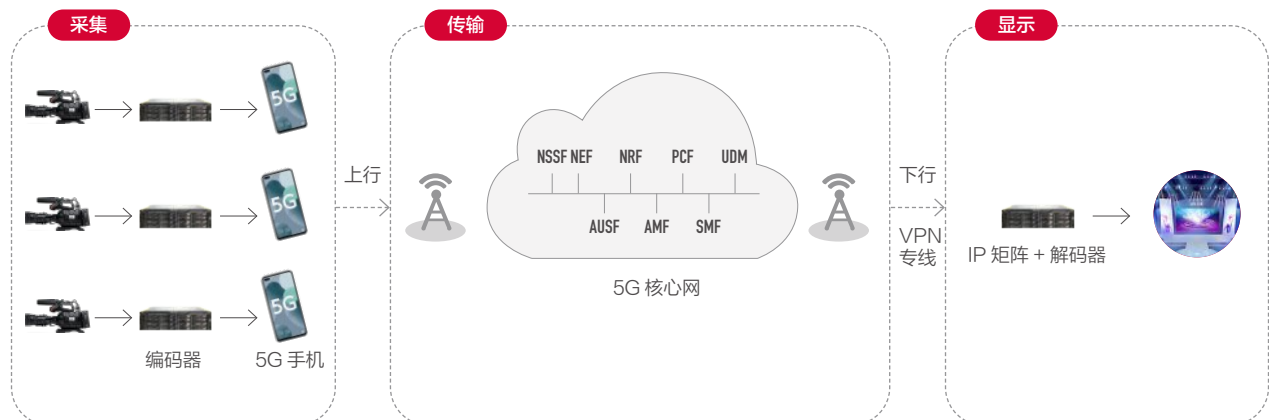 采集
传输
显示
5G
5G
5G
编码器
5G 手机
上行
NSSF NEF NRF PCF UDM
AUSF AMF SMF
5G 核心网
下行
VPN
专线
IP 矩阵 + 解码器